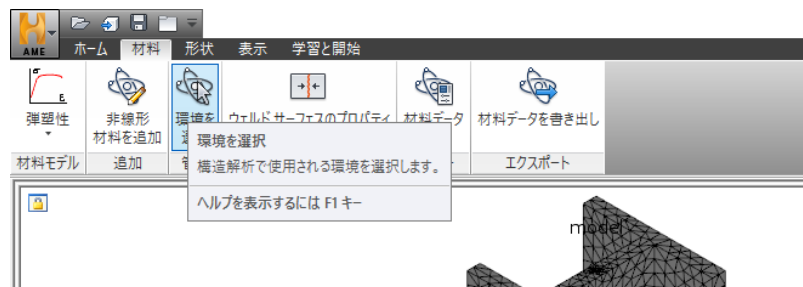 AME
ホーム 材料 形状 表示 学習と開始
弾塑性
非線形
材料を追加
環境を
ウェルド サーフェスのプロパティ
材料データ
材料データを書き出し
環境を選択
構造解析で使用される環境を選択します。
ヘルプを表示するには F1 キー
材料モデル
追加
エクスポート
model